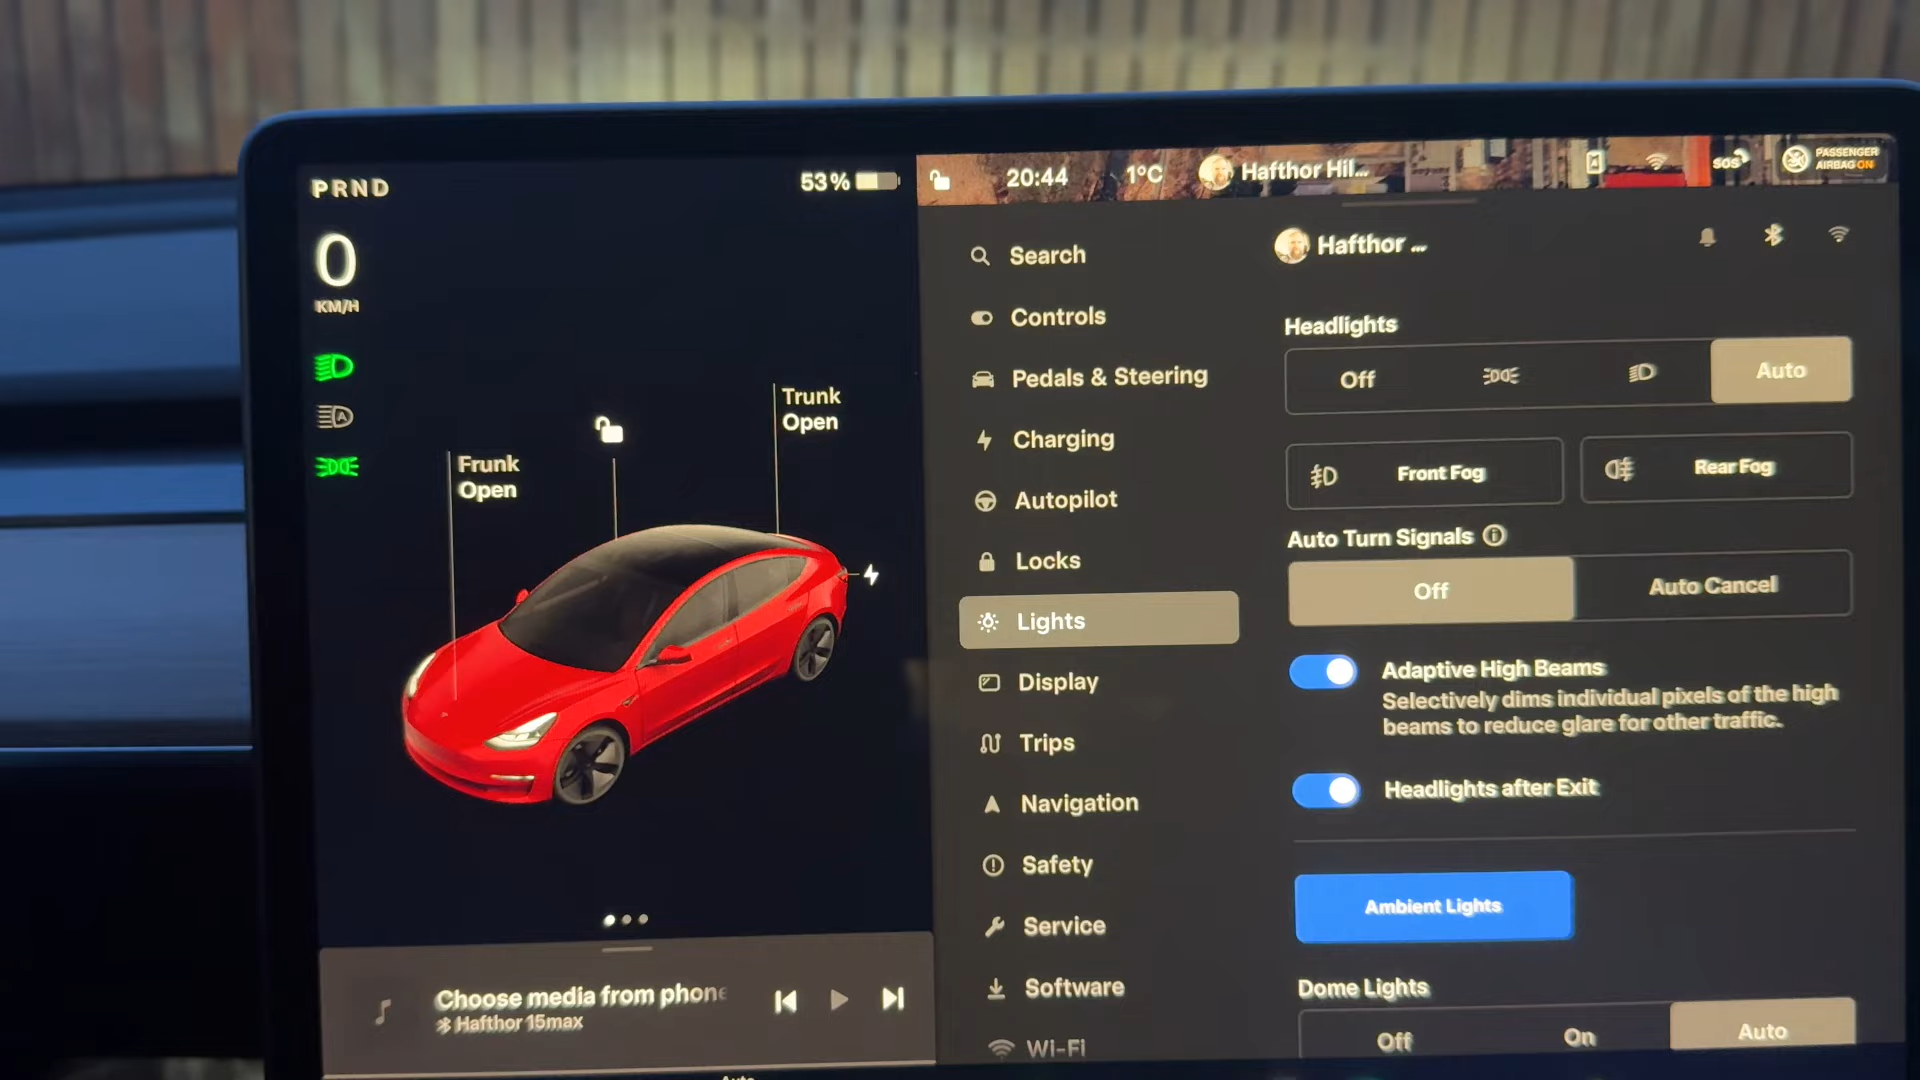 PRND
53%
0
KM/H
Trunk
Open
Frunk
Open
Choose media from phone
Hafthor 15max
20:44
1°C
Hafthor Hil...
SOS
PASSENGER
AIRBAG ON
Search
Controls
Pedals & Steering
Charging
Autopilot
Locks
Lights
Display
Trips
Navigation
Safety
Service
Software
Wi-Fi
Hafthor ...
Headlights
Off
Auto
Front Fog
Rear Fog
Auto Turn Signals
Off
Auto Cancel
Adaptive High Beams
Selectively dims individual pixels of the high
beams to reduce glare for other traffic.
Headlights after Exit
Ambient Lights
Dome Lights
Off
On
Auto